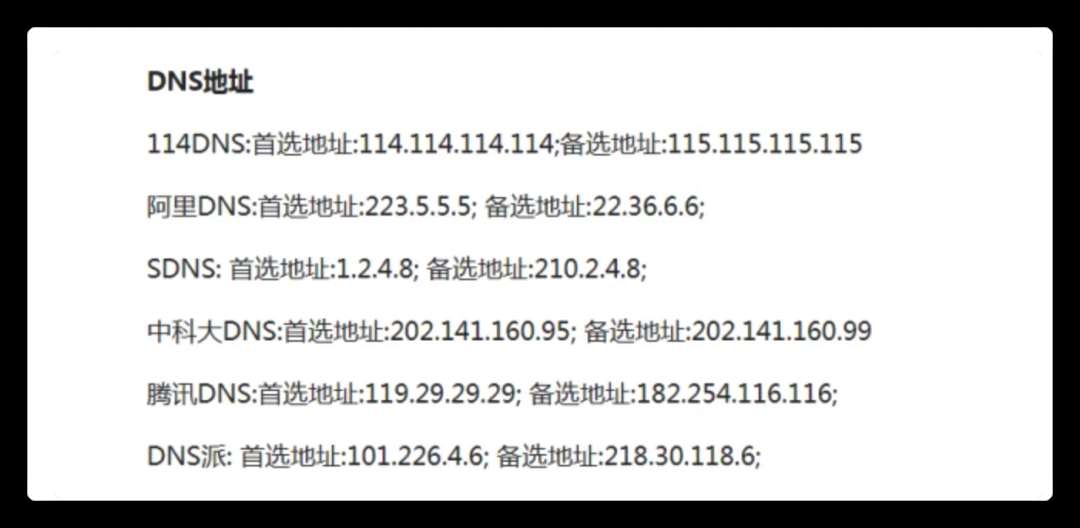 DNS地址
114DNS:首选地址:114.114.114.114;备选地址:115.115.115.115
阿里DNS:首选地址:223.5.5.5; 备选地址:22.36.6.6;
SDNS: 首选地址:1.2.4.8; 备选地址:210.2.4.8;
中科大DNS:首选地址:202.141.160.95; 备选地址:202.141.160.99
腾讯DNS:首选地址:119.29.29.29; 备选地址:182.254.116.116;
DNS派: 首选地址:101.226.4.6; 备选地址:218.30.118.6;